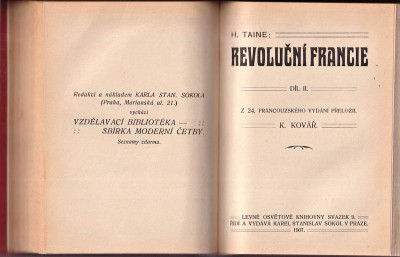 Redakcí a nákladem KARLA STAN. SOKOLA
(Praha, Mariánská ul. 21.)
vychází
VZDĚLAVACÍ BIBLIOTÉKA — :: ::
:: :: SBÍRKA MODERNÍ ČETBY.
Seznamy zdarma.
H. TAINE:
REVOLUČNÍ FRANCIE
DÍL II.
Z 24. FRANCOUZSKÉHO VYDÁNÍ PŘELOŽIL
K. KOVÁŘ.
LEVNÉ OSVĚTOVÉ KNIHOVNY SVAZEK 9.
ŘÍDÍ A VYDÁVÁ KAREL STANISLAV SOKOL V PRAZE.
1907.